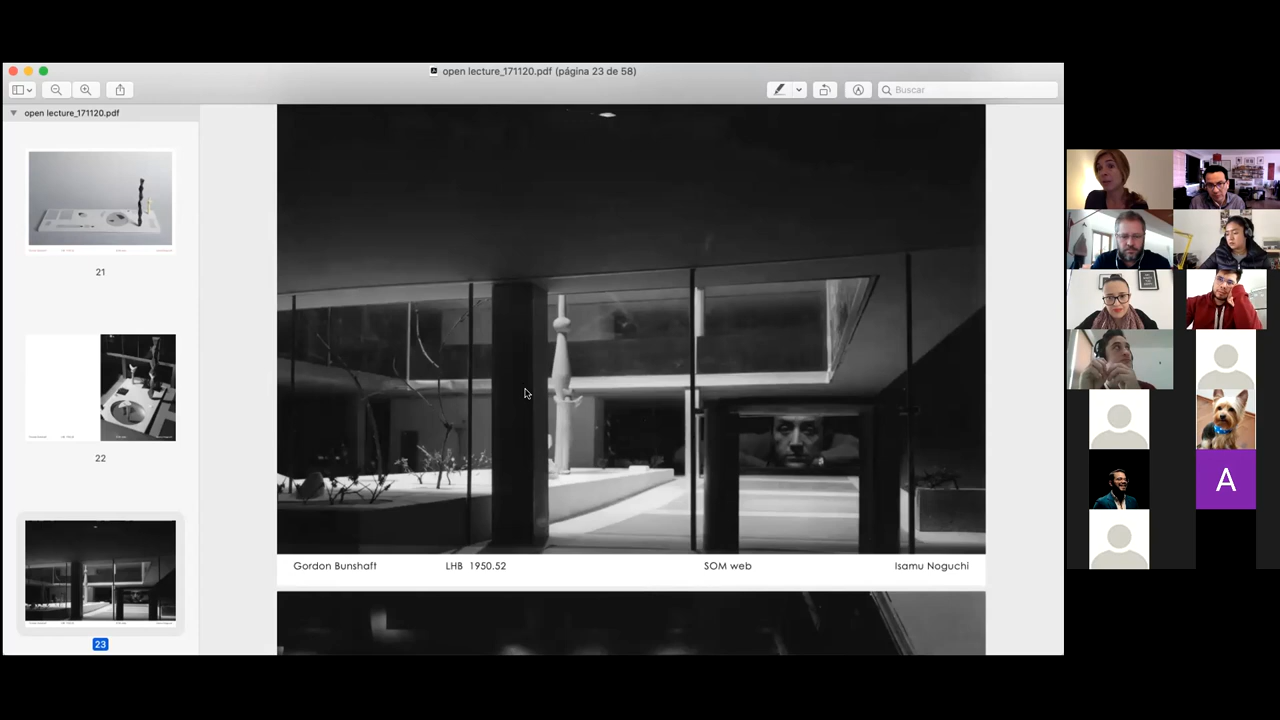 open lecture_171120.pdf (página 23 de 58)
Buscar
open lecture_171120.pdf
21
22
23
Gordon Bunshaft LHB 1950.52 SOM web Isamu Noguchi
A